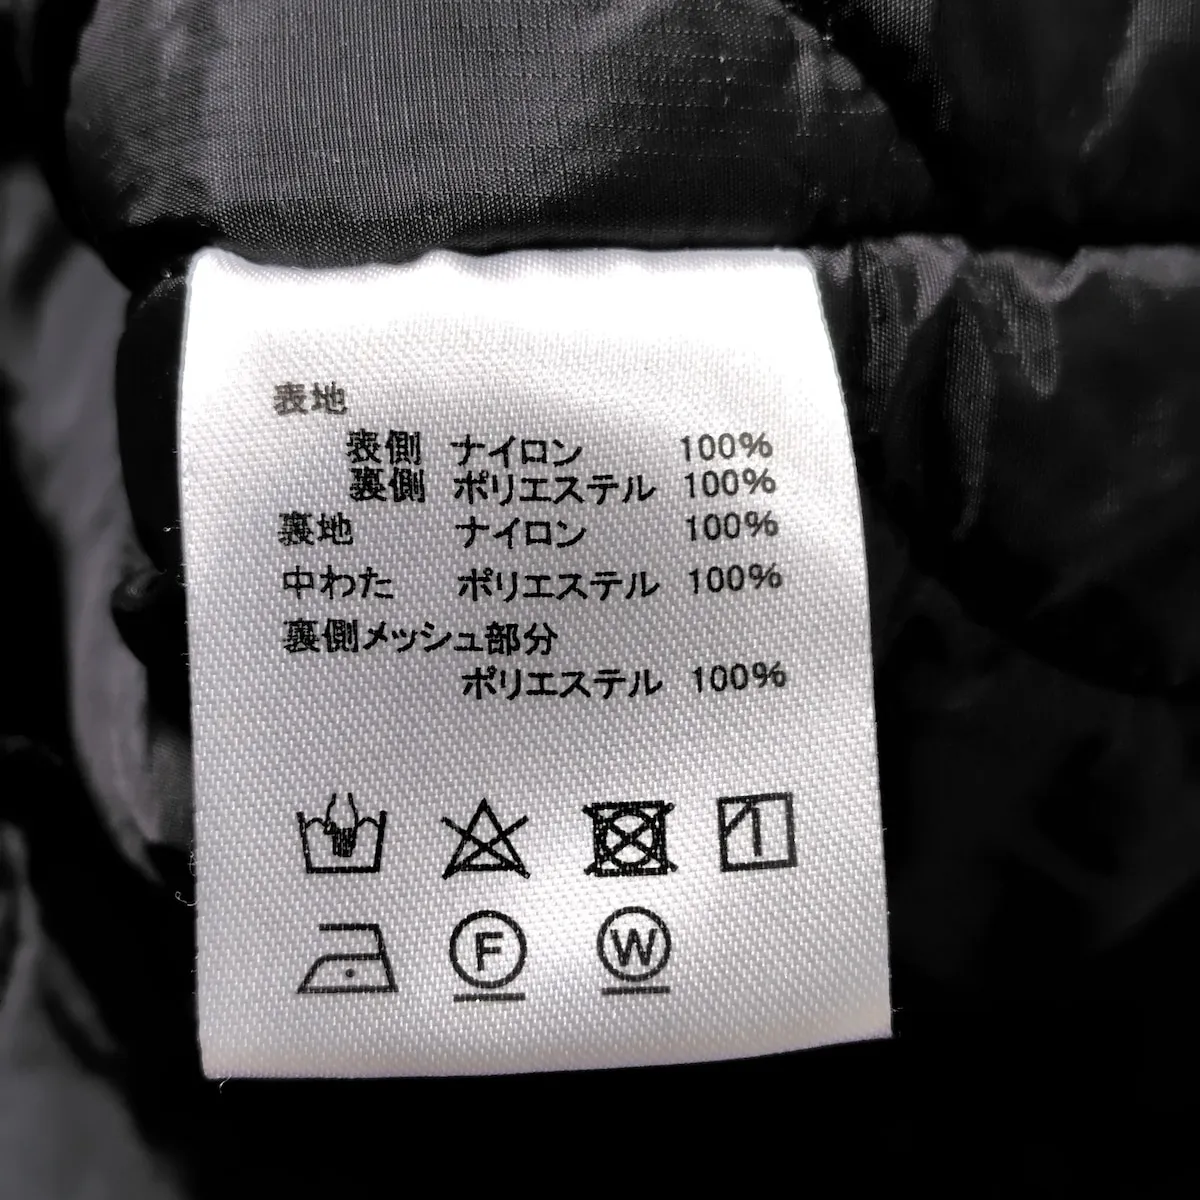 表地
表側 ナイロン 100%
裏側 ポリエステル 100%
裏地 ナイロン 100%
中わた ポリエステル 100%
裏側メッシュ部分
ポリエステル 100%
F W